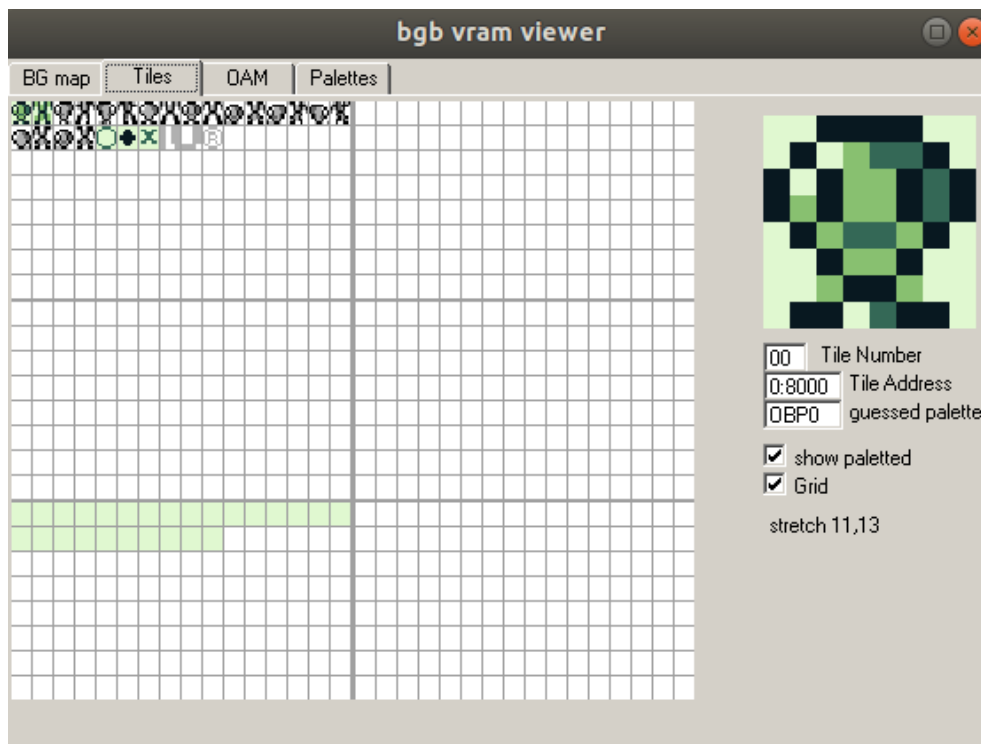 bgb vram viewer
BG map Tiles OAM Palettes
00 Tile Number
0:8000 Tile Address
OBP0 guessed palette
show paletted
Grid
stretch 11,13